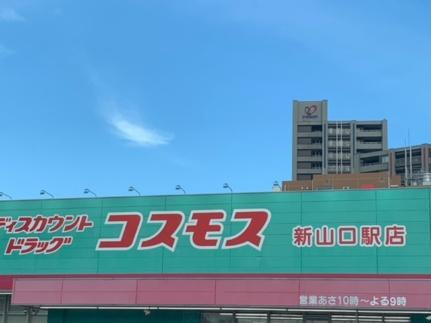 ディスカウント
ドラッグ
コスモス
新山口駅店
営業あさ10時~よる9時